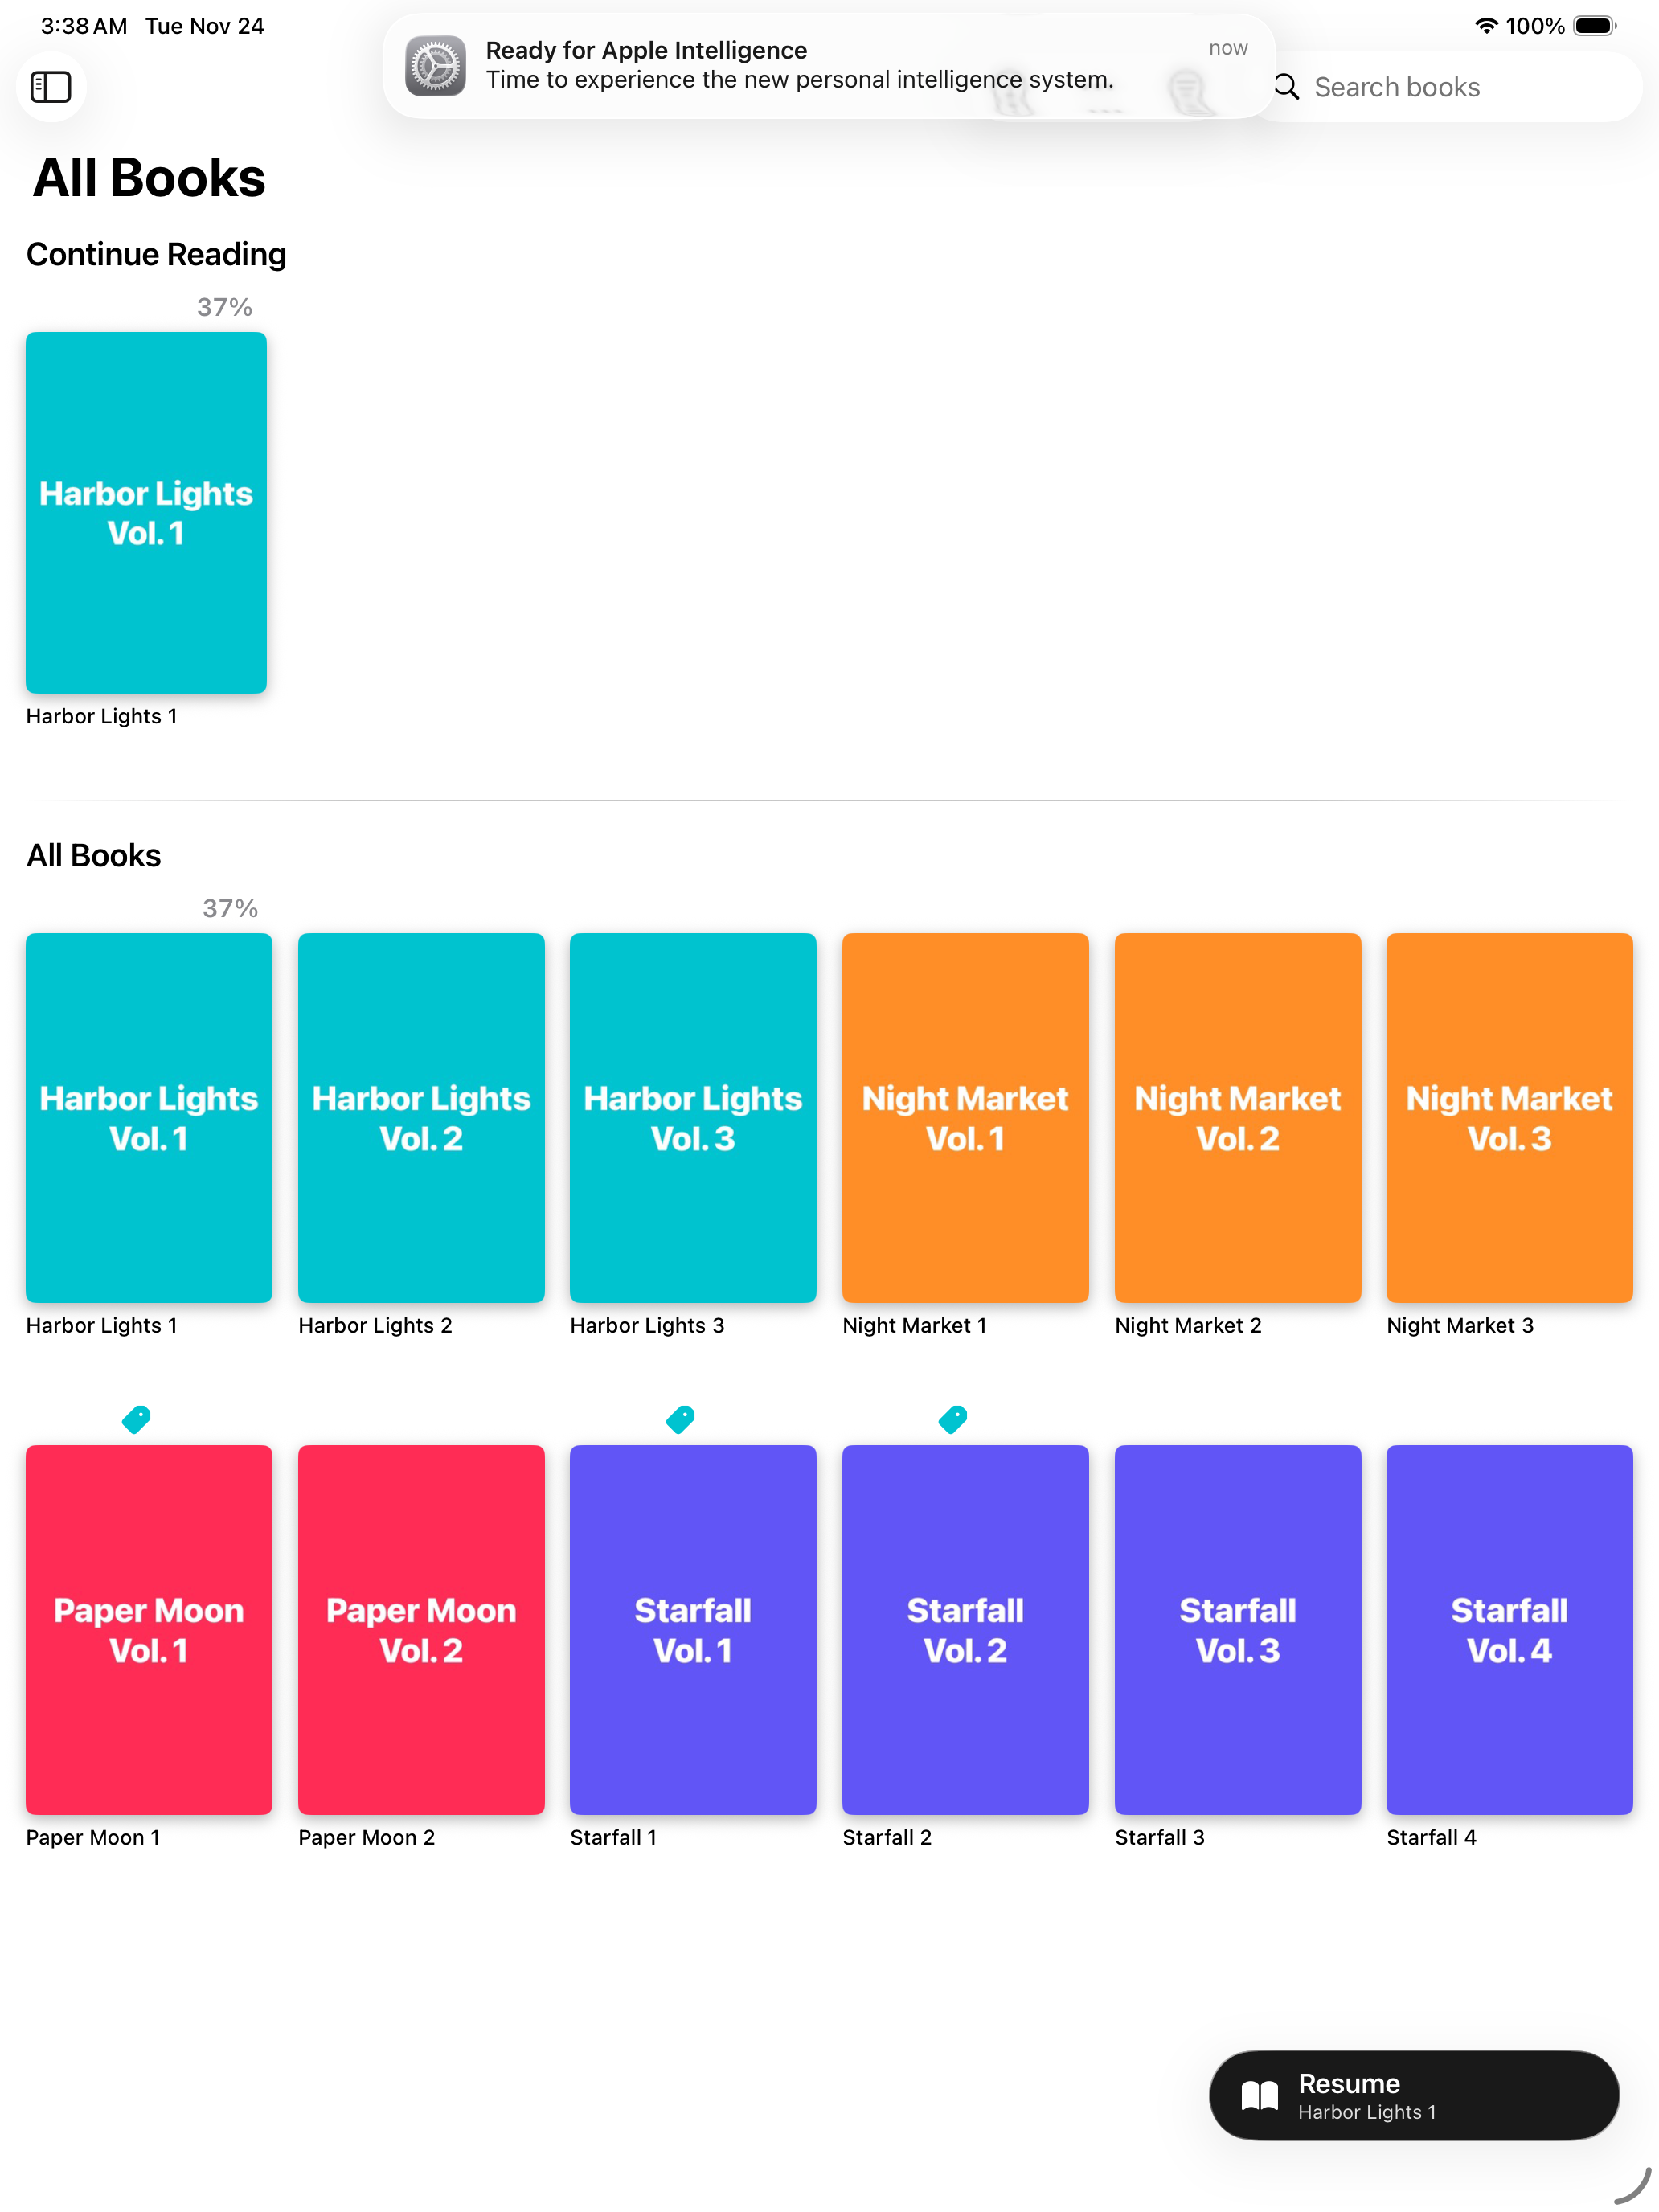 3:38 AM Tue Nov 24
100%
Ready for Apple Intelligence
now
Time to experience the new personal intelligence system.
Search books
All Books
Continue Reading
37%
Harbor Lights
Vol. 1
Harbor Lights 1
All Books
37%
Harbor Lights
Vol. 1
Harbor Lights
Vol. 2
Harbor Lights
Vol. 3
Night Market
Vol. 1
Night Market
Vol. 2
Night Market
Vol. 3
Harbor Lights 1
Harbor Lights 2
Harbor Lights 3
Night Market 1
Night Market 2
Night Market 3
Paper Moon
Vol. 1
Paper Moon
Vol. 2
Starfall
Vol. 1
Starfall
Vol. 2
Starfall
Vol. 3
Starfall
Vol. 4
Paper Moon 1
Paper Moon 2
Starfall 1
Starfall 2
Starfall 3
Starfall 4
Resume
Harbor Lights 1